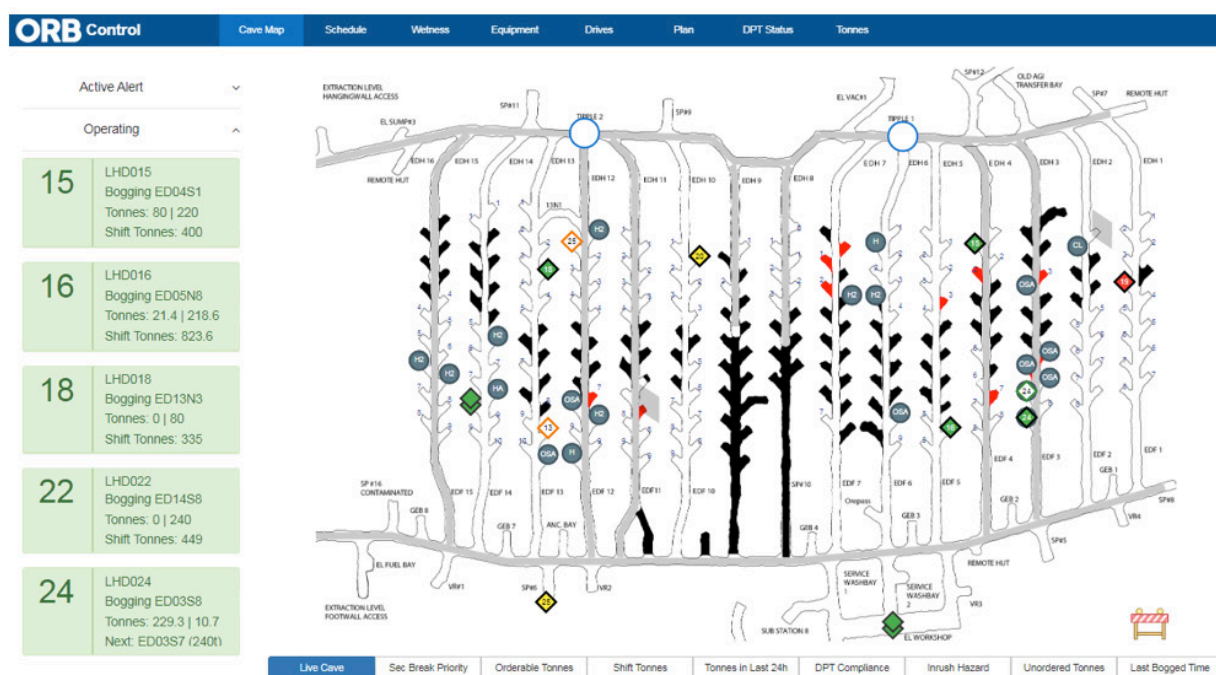 ORB Control
Cave Map
Schedule
Wetness
Equipment
Drives
Plan
DPT Status
Tonnes
Active Alert
Operating
15
LHD015
Bogging ED04S1
Tonnes: 80 | 220
Shift Tonnes: 400
16
LHD016
Bogging ED05N8
Tonnes: 21.4 | 218.6
Shift Tonnes: 823.6
18
LHD018
Bogging ED13N3
Tonnes: 0 | 80
Shift Tonnes: 335
22
LHD022
Bogging ED14S8
Tonnes: 0 | 240
Shift Tonnes: 449
24
LHD024
Bogging ED03S8
Tonnes: 229.3 | 10.7
Next: ED03S7 (240t)
EXTRACTION LEVEL
HANGINGWALL ACCESS
EL SUMP#3
SP#11
TIPPLE 2
SP#9
EL VAC#1
TIPPLE 1
SP#12
OLD AGI
TRANSFER BAY
SP#7
REMOTE HUT
REMOTE HUT
EDH 16
EDH 15
EDH 14
EDH 13
EDH 12
EDH 11
EDH 10
EDH 9
EDH 8
EDH 7
EDH 6
EDH 5
EDH 4
EDH 3
EDH 2
EDH 1
13N1
H2
H
CL
OSA
H2
H2
H2
H2
HA
OSA
H2
OSA
H
OSA
OSA
OSA
OSA
24
SP #16
CONTAMINATED
EDF 15
EDF 14
EDF 13
EDF 12
EDF11
EDF 10
SP#10
EDF 7
EDF 6
EDF 5
EDF 4
EDF 3
EDF 2
EDF 1
Orepass
GEB 8
GEB 7
ANC. BAY
GEB 4
GEB 3
GEB 2
GEB 1
SP#8
VR4
SP#5
EL FUEL BAY
VR#1
SP#6
VR2
REMOTE HUT
SERVICE
WASHBAY
1
SERVICE
WASHBAY
2
VR3
EXTRACTION LEVEL
FOOTWALL ACCESS
SUB STATION 8
EL WORKSHOP
Live Cave
Sec Break Priority
Orderable Tonnes
Shift Tonnes
Tonnes in Last 24h
DPT Compliance
Inrush Hazard
Unordered Tonnes
Last Bogged Time